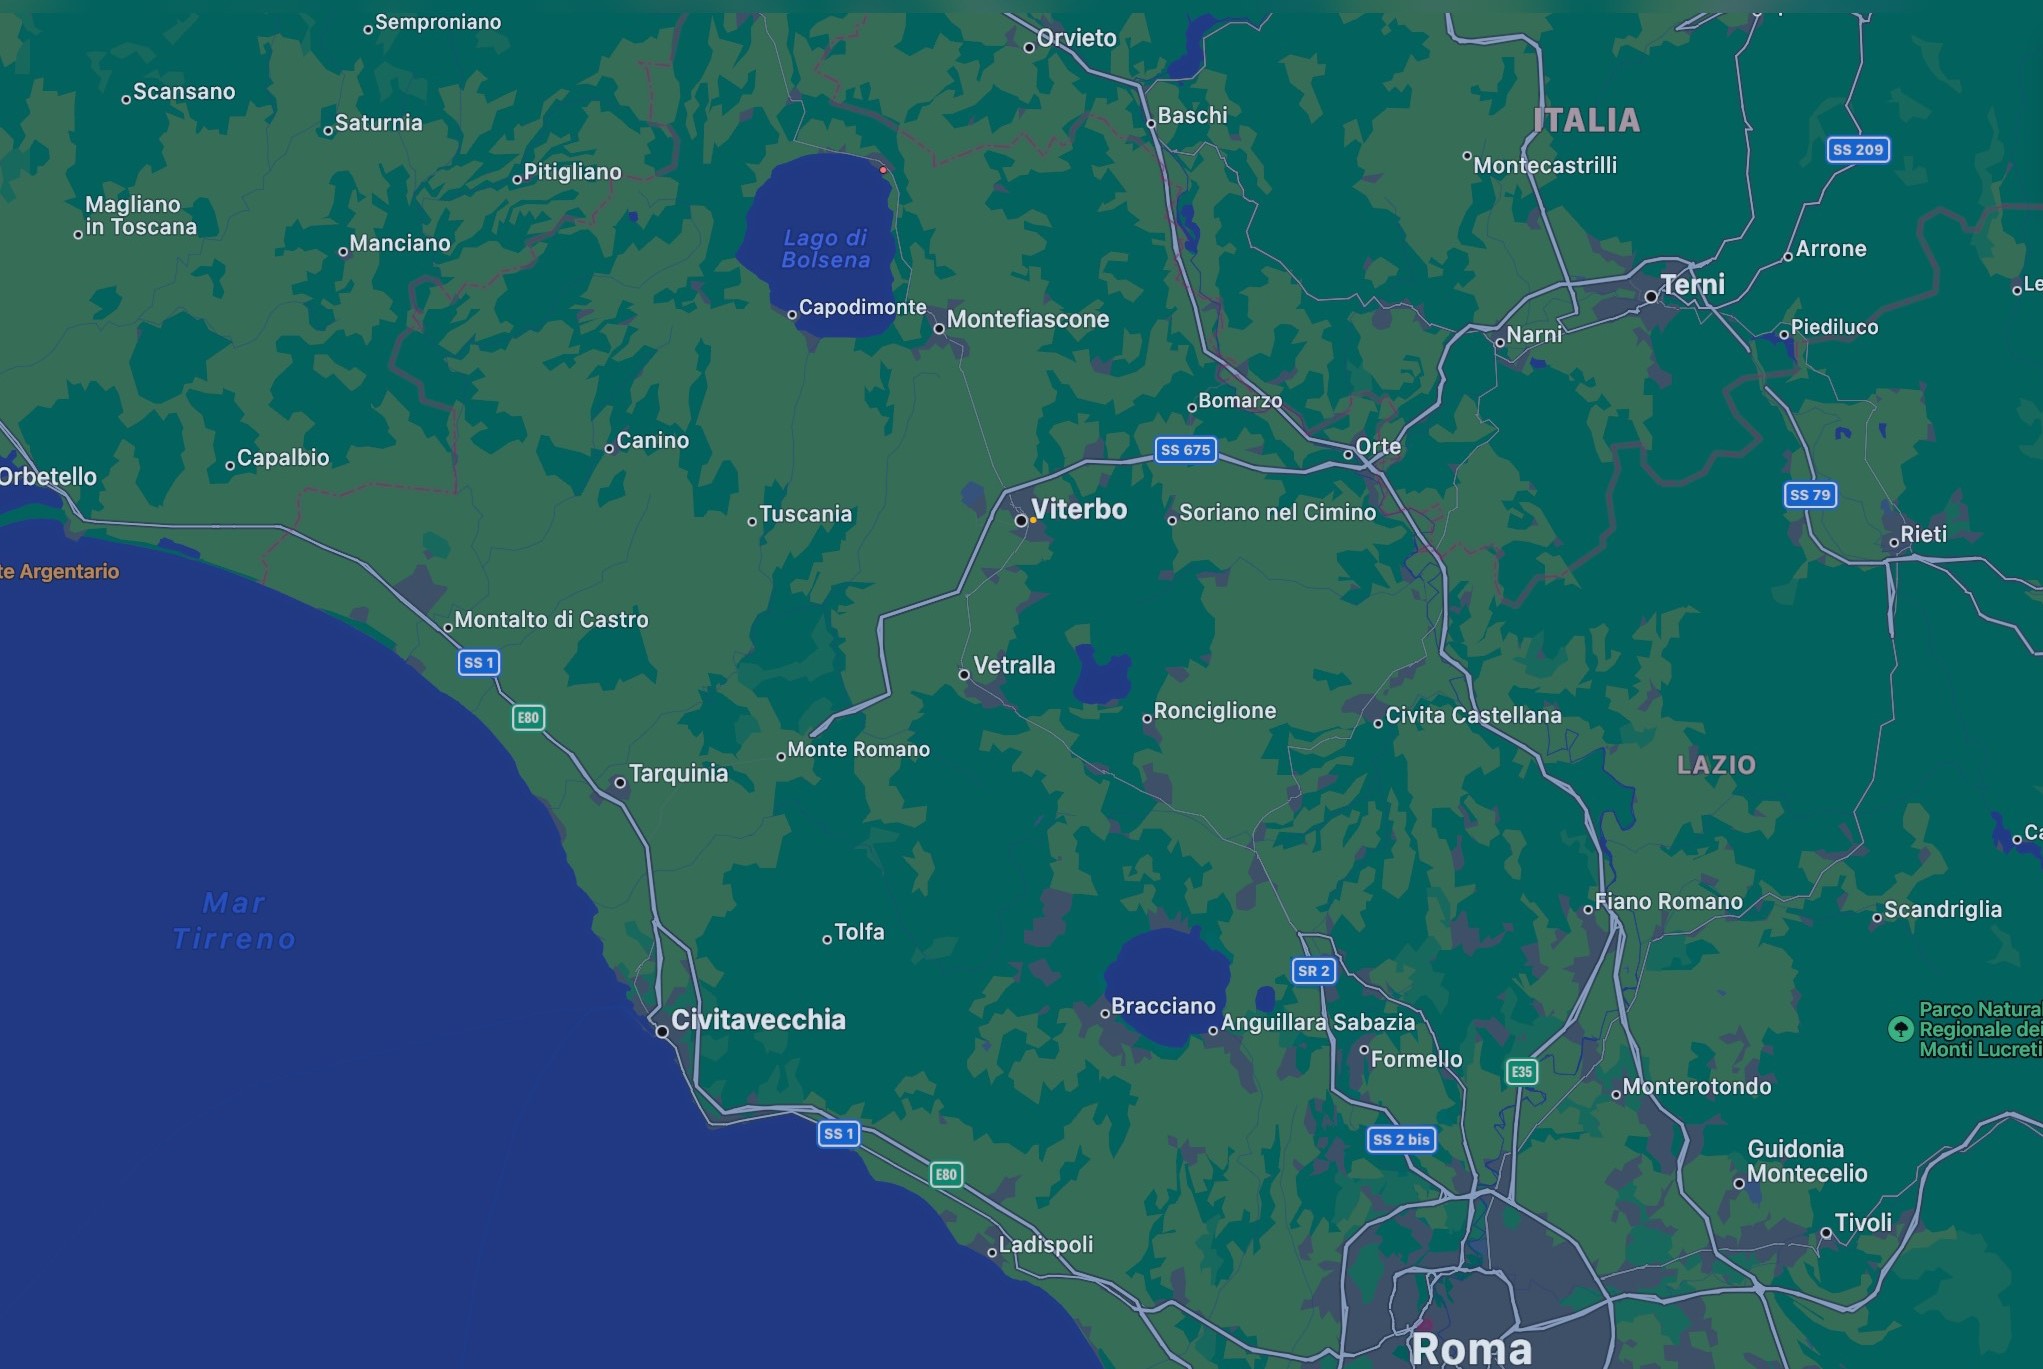 Semproniano
Orvieto
Scansano
Saturnia
Baschi
ITALIA
SS 209
Montecastrilli
Pitigliano
Magliano
in Toscana
Manciano
Lago di
Bolsena
Arrone
Terni
Capodimonte
Montefiascone
Piediluco
Narni
Bomarzo
Canino
SS 675
Orte
Capalbio
Orbetello
SS 79
Tuscania
Viterbo
Soriano nel Cimino
Rieti
te Argentario
Montalto di Castro
SS 1
Vetralla
E80
Ronciglione
Civita Castellana
Monte Romano
LAZIO
Tarquinia
Mar
Tirreno
Fiano Romano
Scandriglia
Tolfa
SR 2
Bracciano
Civitavecchia
Anguillara Sabazia
Parco Natura
Regionale dei
Monti Lucreti
Formello
E35
Monterotondo
SS 1
SS 2 bis
Guidonia
Montecelio
E80
Tivoli
Ladispoli
Roma